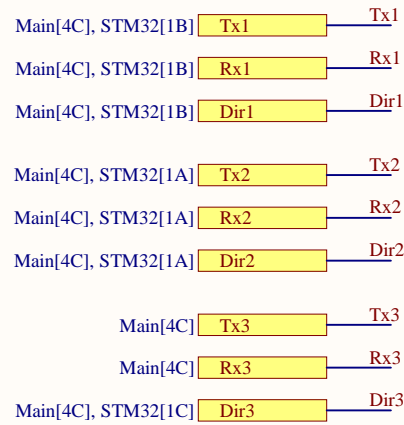 Main[4C], STM32[1B] Tx1 Tx1
Main[4C], STM32[1B] Rx1 Rx1
Main[4C], STM32[1B] Dir1 Dir1
Main[4C], STM32[1A] Tx2 Tx2
Main[4C], STM32[1A] Rx2 Rx2
Main[4C], STM32[1A] Dir2 Dir2
Main[4C] Tx3 Tx3
Main[4C] Rx3 Rx3
Main[4C], STM32[1C] Dir3 Dir3